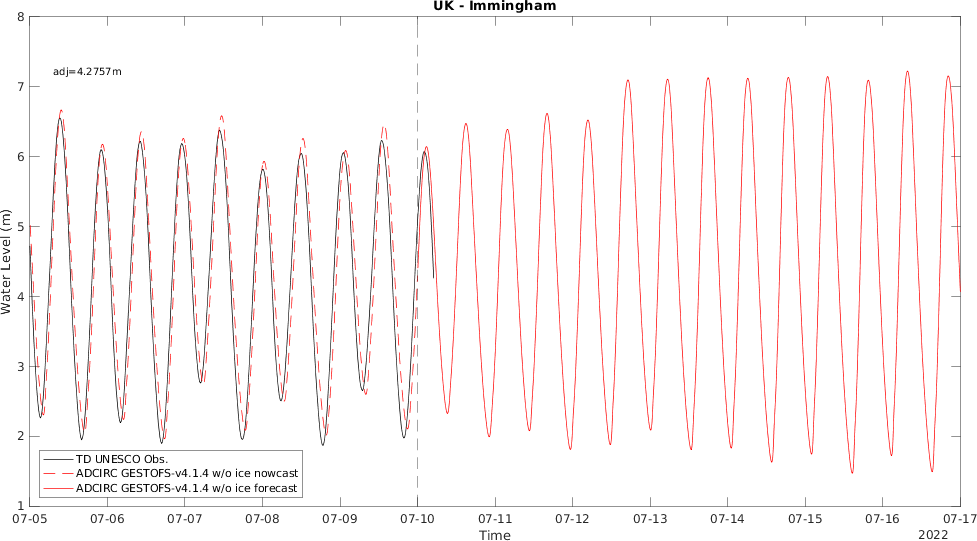 UK - Immingham
8
7
6
5
4
3
2
1
Water Level (m)
adj=4.2757m
TD UNESCO Obs.
ADCIRC GESTOFS-v4.1.4 w/o ice nowcast
ADCIRC GESTOFS-v4.1.4 w/o ice forecast
07-05 07-06 07-07 07-08 07-09 07-10 07-11 07-12 07-13 07-14 07-15 07-16 07-17
Time
2022